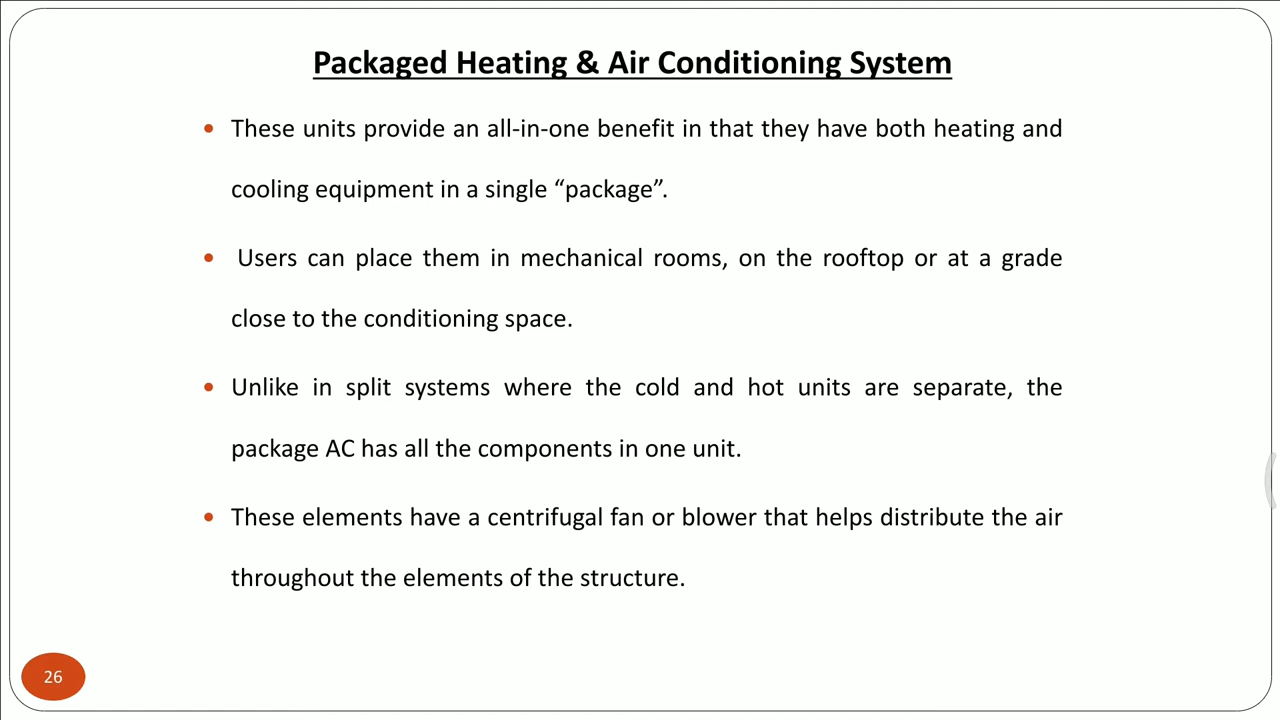 Packaged Heating & Air Conditioning System
• These units provide an all-in-one benefit in that they have both heating and
cooling equipment in a single “package”.
• Users can place them in mechanical rooms, on the rooftop or at a grade
close to the conditioning space.
• Unlike in split systems where the cold and hot units are separate, the
package AC has all the components in one unit.
• These elements have a centrifugal fan or blower that helps distribute the air
throughout the elements of the structure.
26